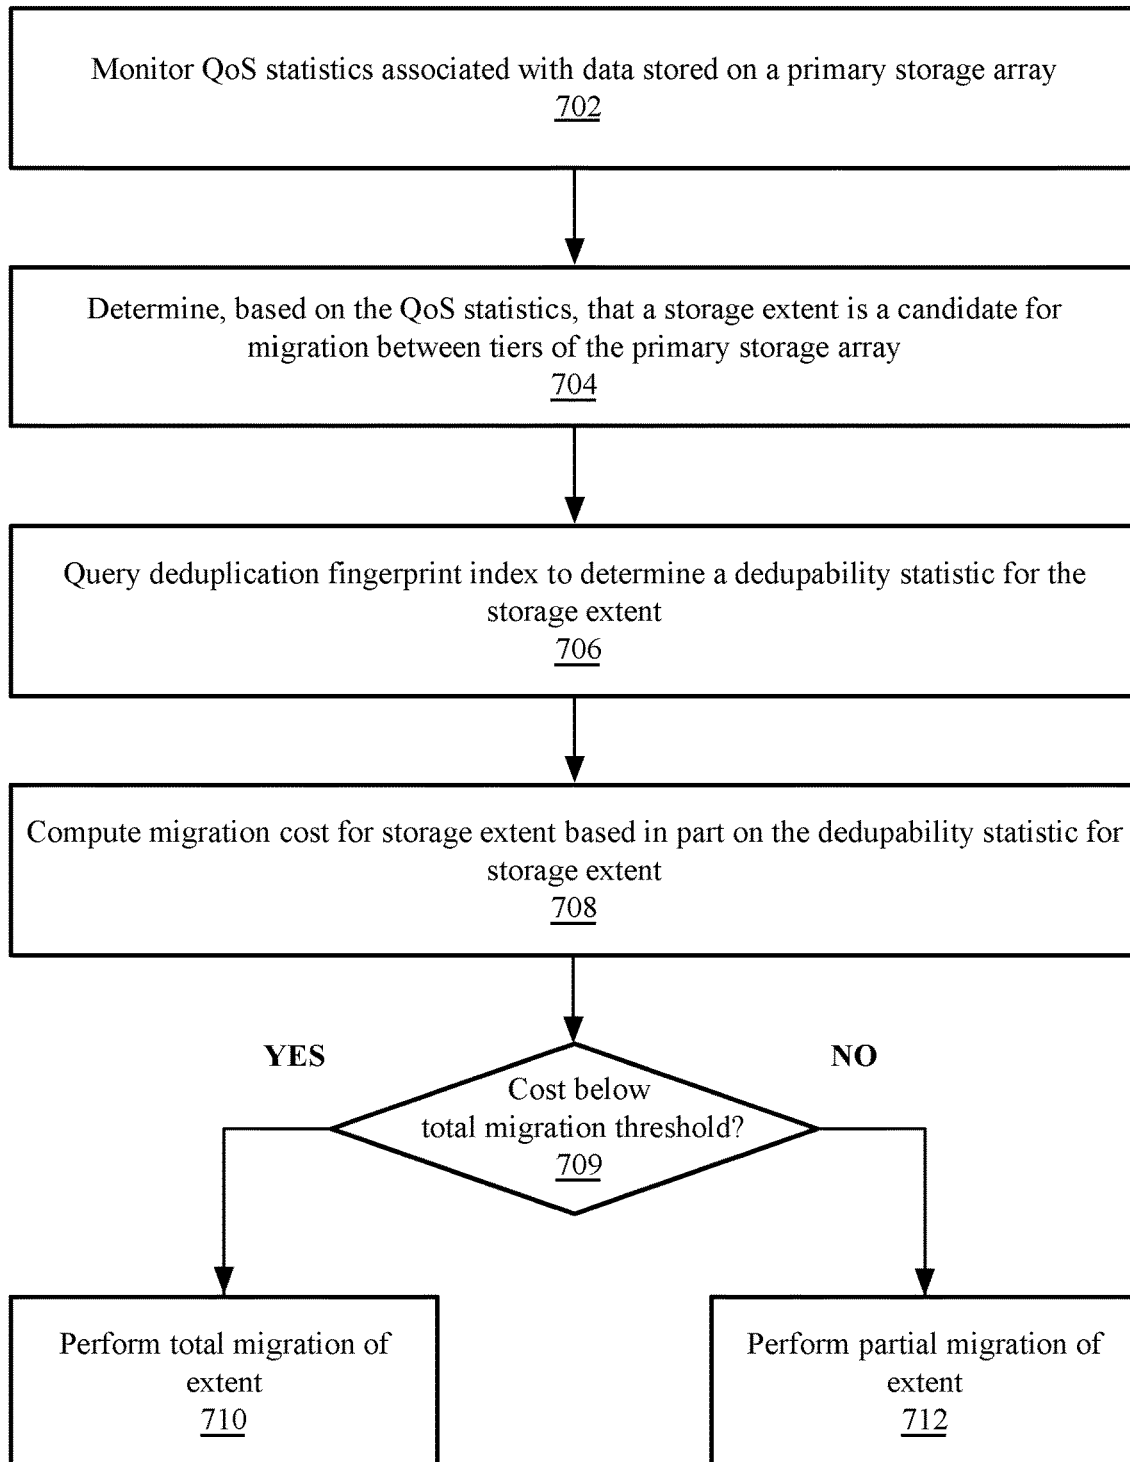 Monitor QoS statistics associated with data stored on a primary storage array
702
Determine, based on the QoS statistics, that a storage extent is a candidate for
migration between tiers of the primary storage array
704
Query deduplication fingerprint index to determine a dedupability statistic for the
storage extent
706
Compute migration cost for storage extent based in part on the dedupability statistic for
storage extent
708
YES
NO
Cost below
total migration threshold?
709
Perform total migration of
extent
710
Perform partial migration of
extent
712